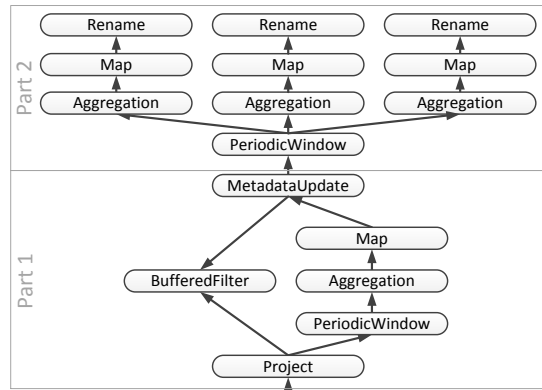 Rename Rename Rename
Map Map Map
Aggregation Aggregation Aggregation
PeriodicWindow
Part 2
MetadataUpdate
Map
BufferedFilter Aggregation
PeriodicWindow
Project
Part 1